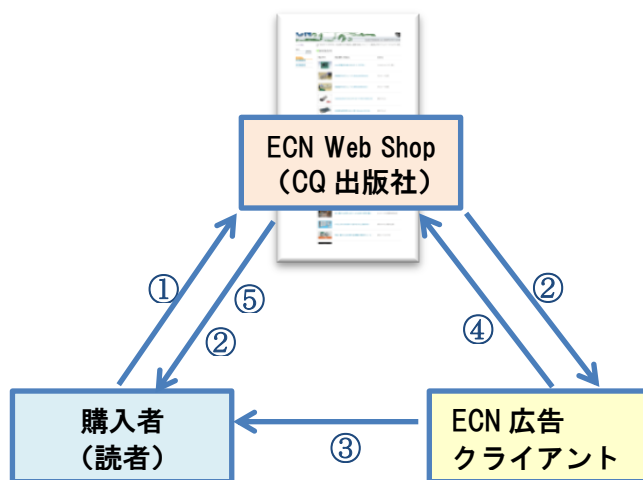 ECN Web Shop
（CQ 出版社）
①
⑤
②
②
④
購入者
（読者）
③
ECN 広告
クライアント